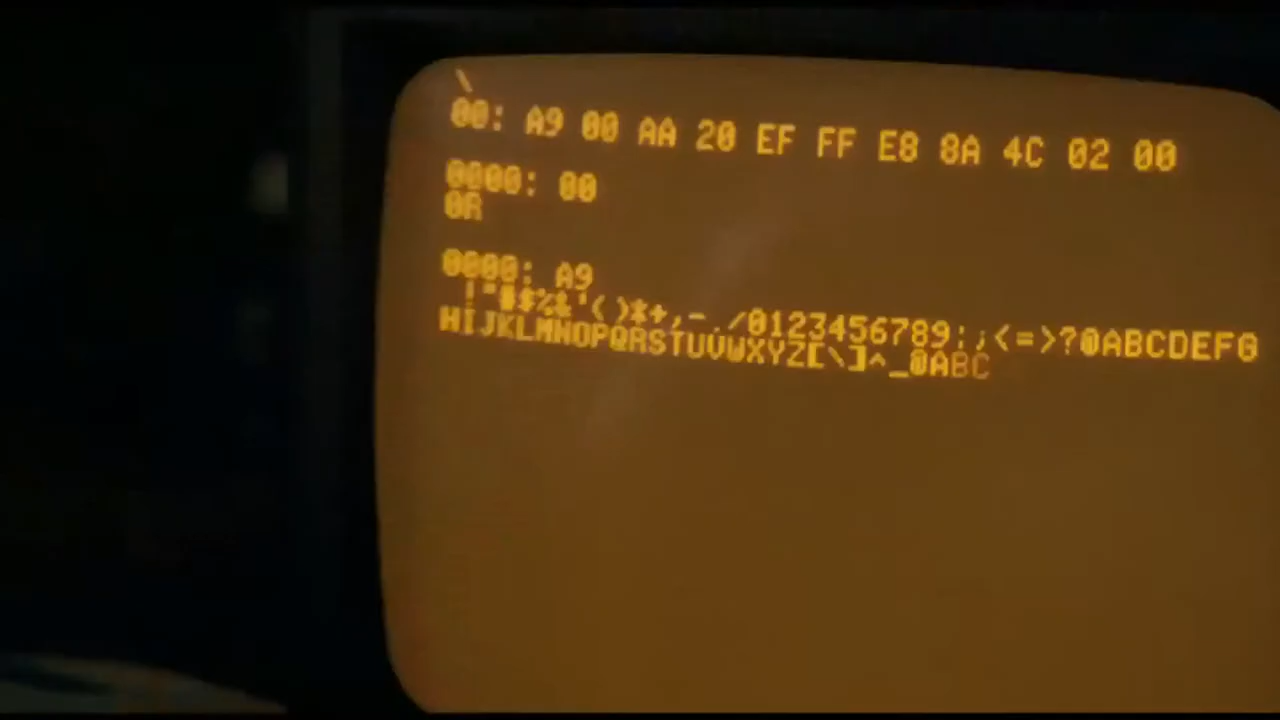 \
00: A9 00 AA 20 EF FF E8 8A 4C 02 00
0000: 00
0R
0000: A9
!"#$%&'()*+,-./0123456789:;<=>?@ABCDEFG
HIJKLMNOPQRSTUVWXYZ[\]^_@ABC